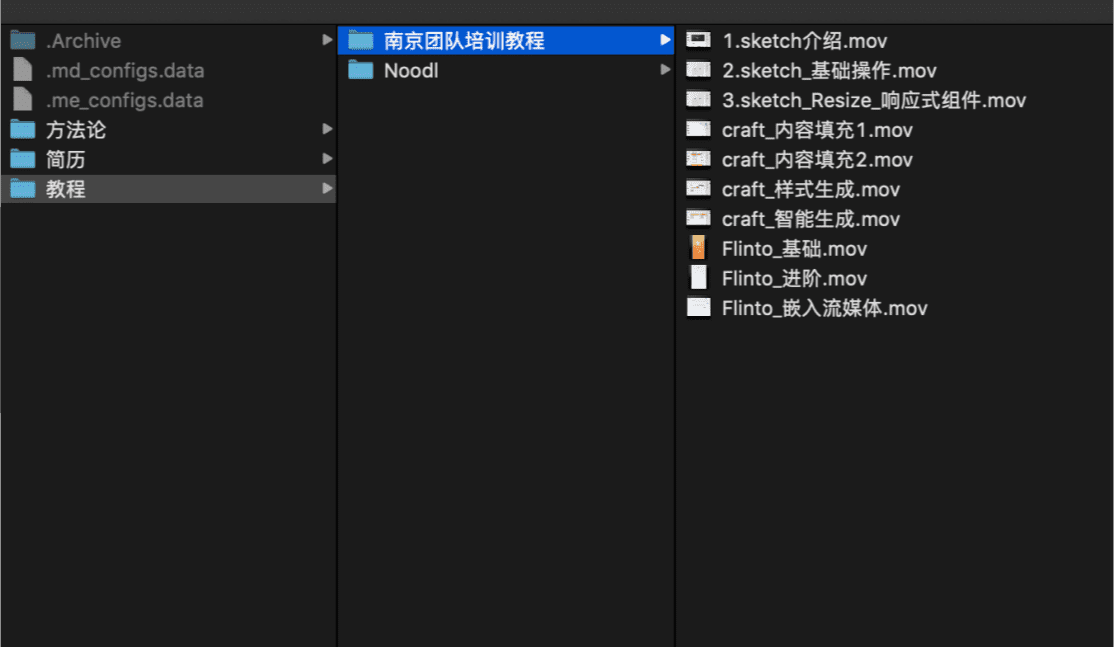 .Archive
.md_configs.data
.me_configs.data
方法论
简历
教程
南京团队培训教程
Noodl
1.sketch介绍.mov
2.sketch_基础操作.mov
3.sketch_Resize_响应式组件.mov
craft_内容填充1.mov
craft_内容填充2.mov
craft_样式生成.mov
craft_智能生成.mov
Flinto_基础.mov
Flinto_进阶.mov
Flinto_嵌入流媒体.mov